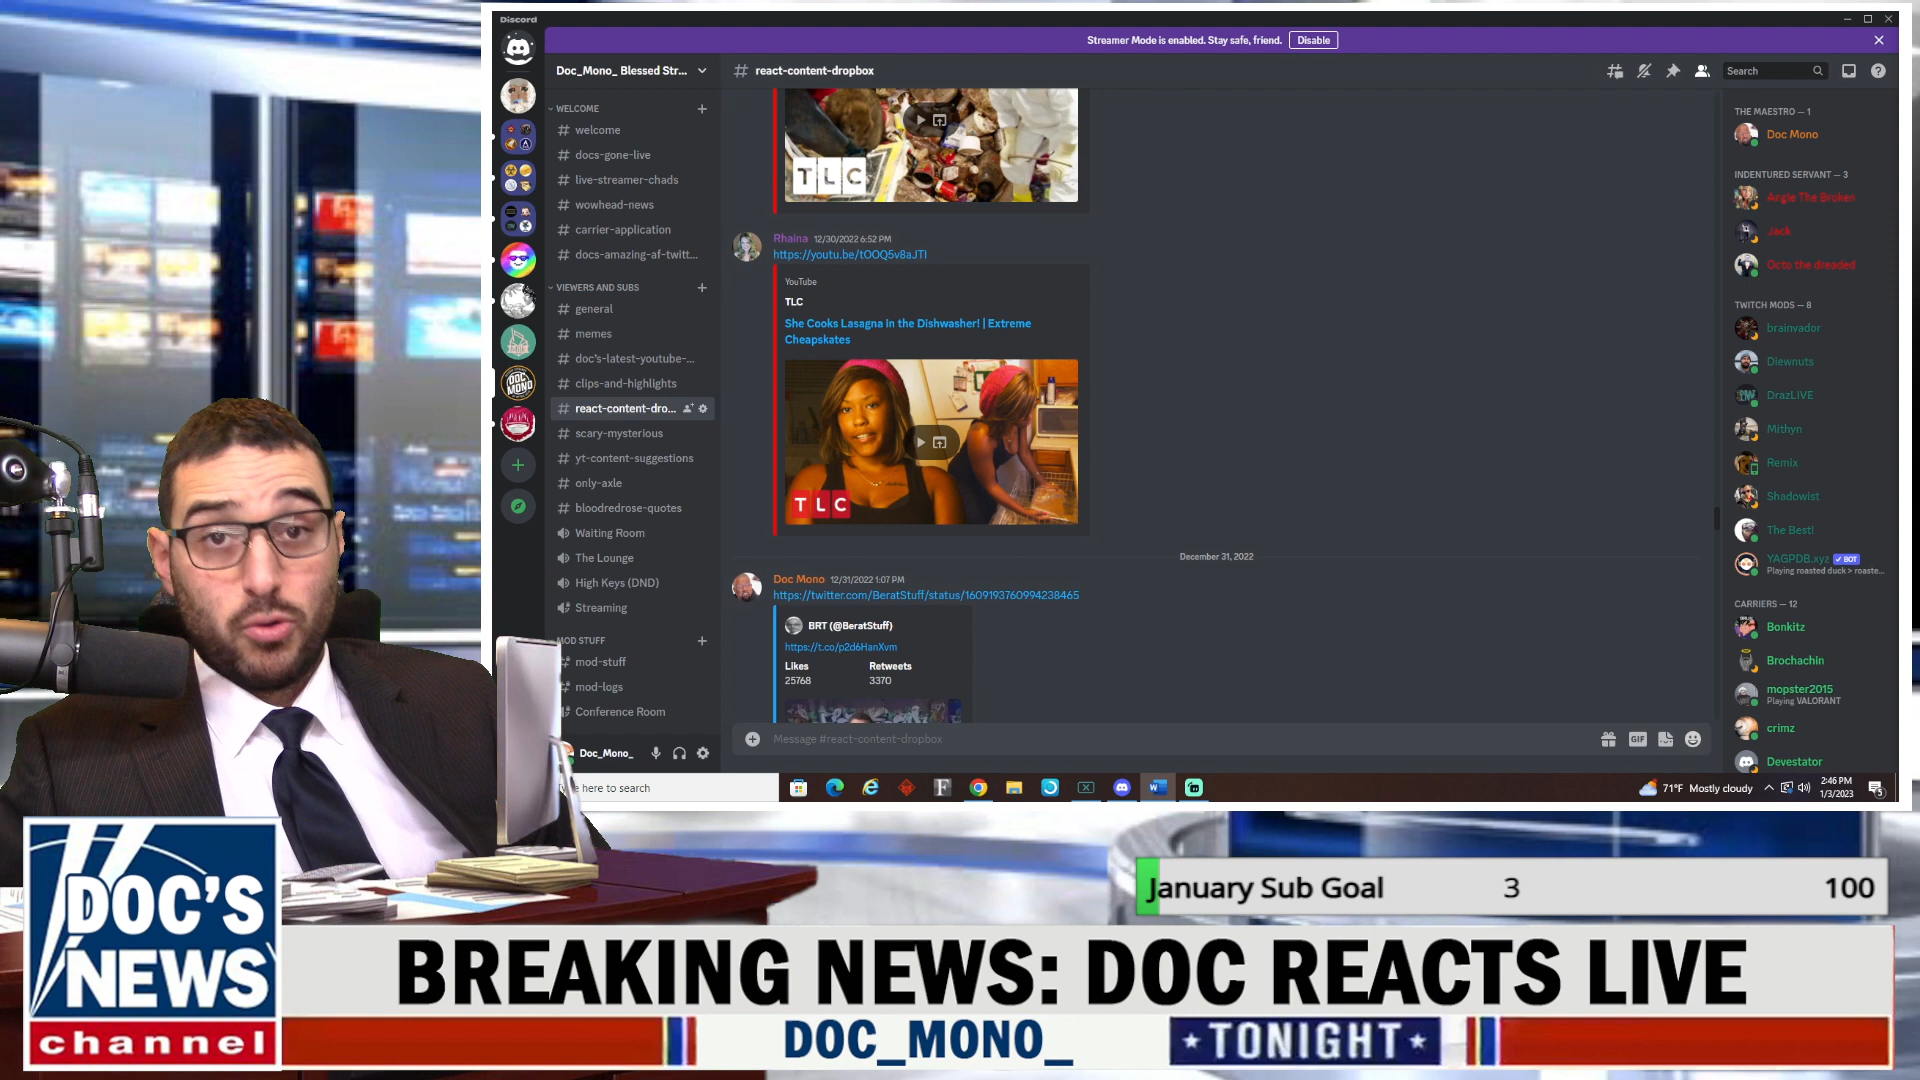 Discord
Streamer Mode is enabled. Stay safe, friend.
Disable
Doc_Mono_ Blessed Str...
react-content-dropbox
Search
WELCOME
welcome
docs-gone-live
live-streamer-chads
wowhead-news
carrier-application
docs-amazing-af-twitt...
VIEWERS AND SUBS
general
memes
doc's-latest-youtube-...
clips-and-highlights
react-content-dro...
scary-mysterious
yt-content-suggestions
only-axle
bloodredrose-quotes
Waiting Room
The Lounge
High Keys (DND)
Streaming
MOD STUFF
mod-stuff
mod-logs
Conference Room
Doc_Mono_
TLC
Rhaina 12/30/2022 6:52 PM
https://youtu.be/tOOQ5v8aJTI
YouTube
TLC
She Cooks Lasagna in the Dishwasher! | Extreme
Cheapskates
TLC
December 31, 2022
Doc Mono 12/31/2022 1:07 PM
https://twitter.com/BeratStuff/status/1609193760994238465
BRT (@BeratStuff)
https://t.co/p2d6HanXvm
Likes Retweets
25768 3370
Message #react-content-dropbox
GIF
THE MAESTRO — 1
Doc Mono
INDENTURED SERVANT — 3
Angie The Broken
Jack
Octo the dreaded
TWITCH MODS — 8
brainvador
Diewnuts
DrazLIVE
Mithyn
Remix
Shadowist
The Best!
YAGPDB.xyz ✓ BOT
Playing roasted duck > roaste...
CARRIERS — 12
Bonkitz
Brochachin
mopster2015
Playing VALORANT
crimz
Devestator
here to search
71°F Mostly cloudy
2:46 PM
1/3/2023
5
DOC MONO
January Sub Goal 3 100
DOC'S
NEWS
channel
BREAKING NEWS: DOC REACTS LIVE
DOC_MONO_
TONIGHT